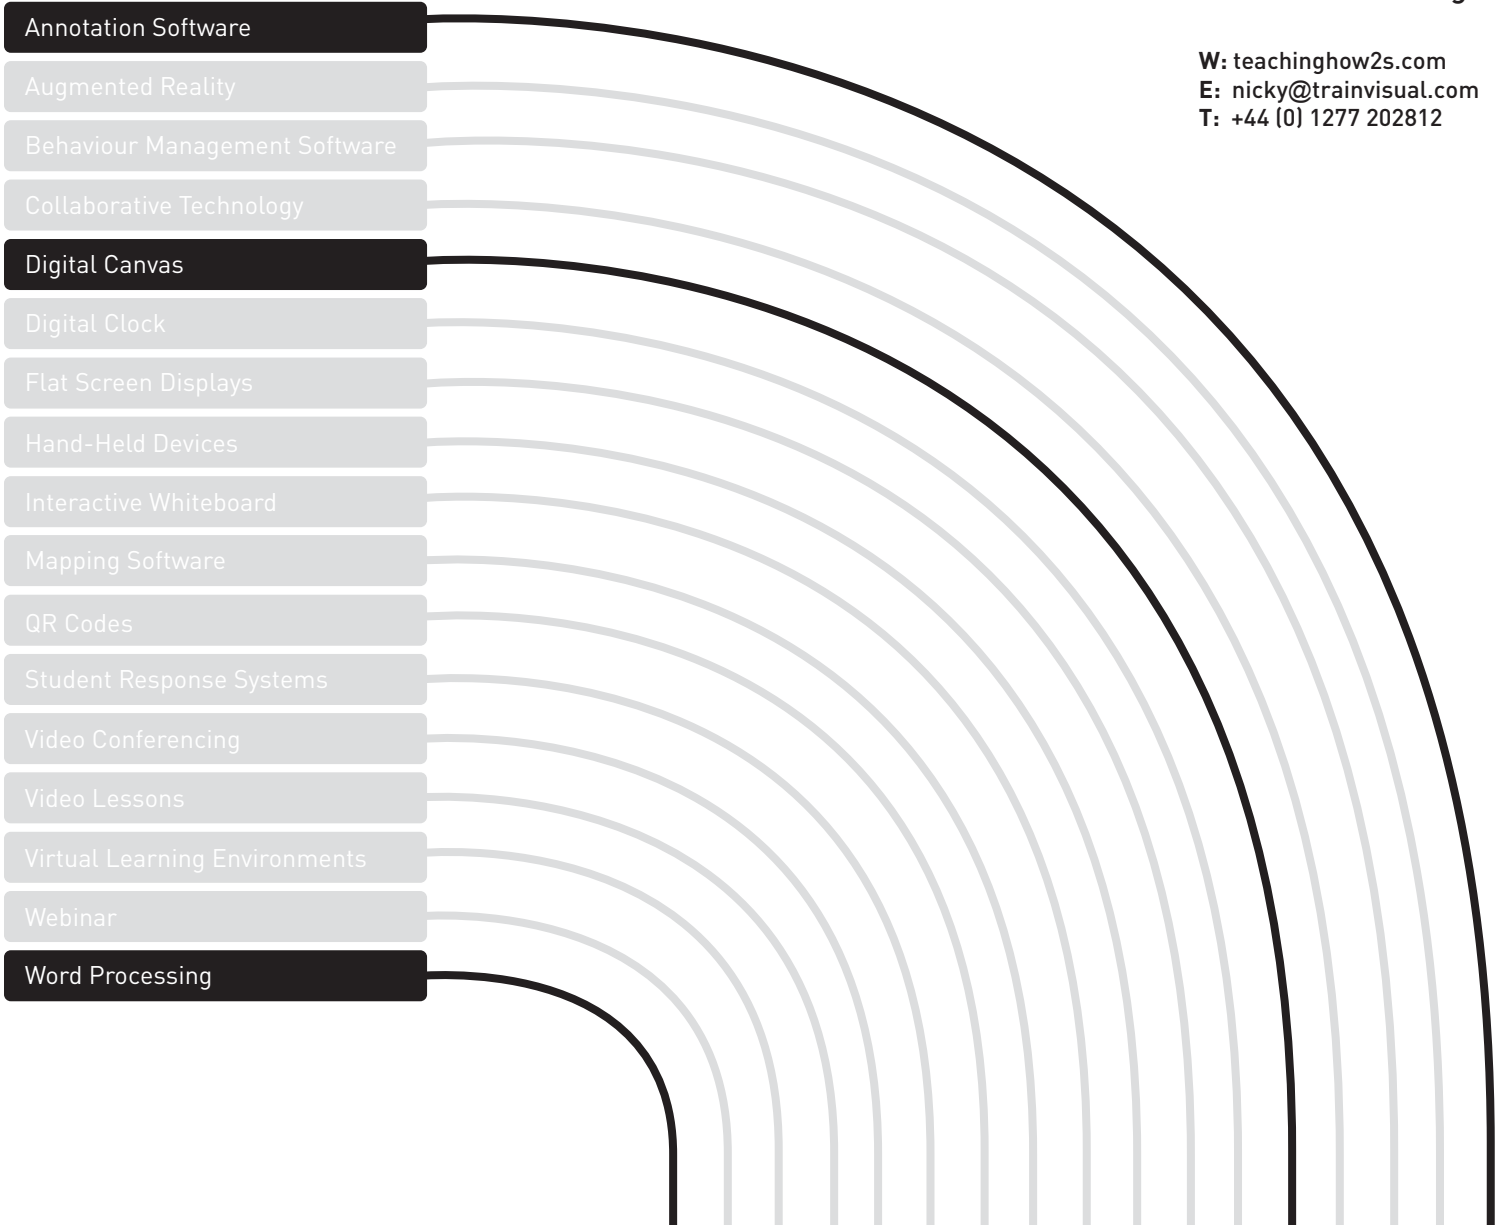 Annotation Software
Augmented Reality
Behaviour Management Software
Collaborative Technology
Digital Canvas
Digital Clock
Flat Screen Displays
Hand-Held Devices
Interactive Whiteboard
Mapping Software
QR Codes
Student Response Systems
Video Conferencing
Video Lessons
Virtual Learning Environments
Webinar
Word Processing
W: teachinghow2s.com
E: nicky@trainvisual.com
T: +44 (0) 1277 202812